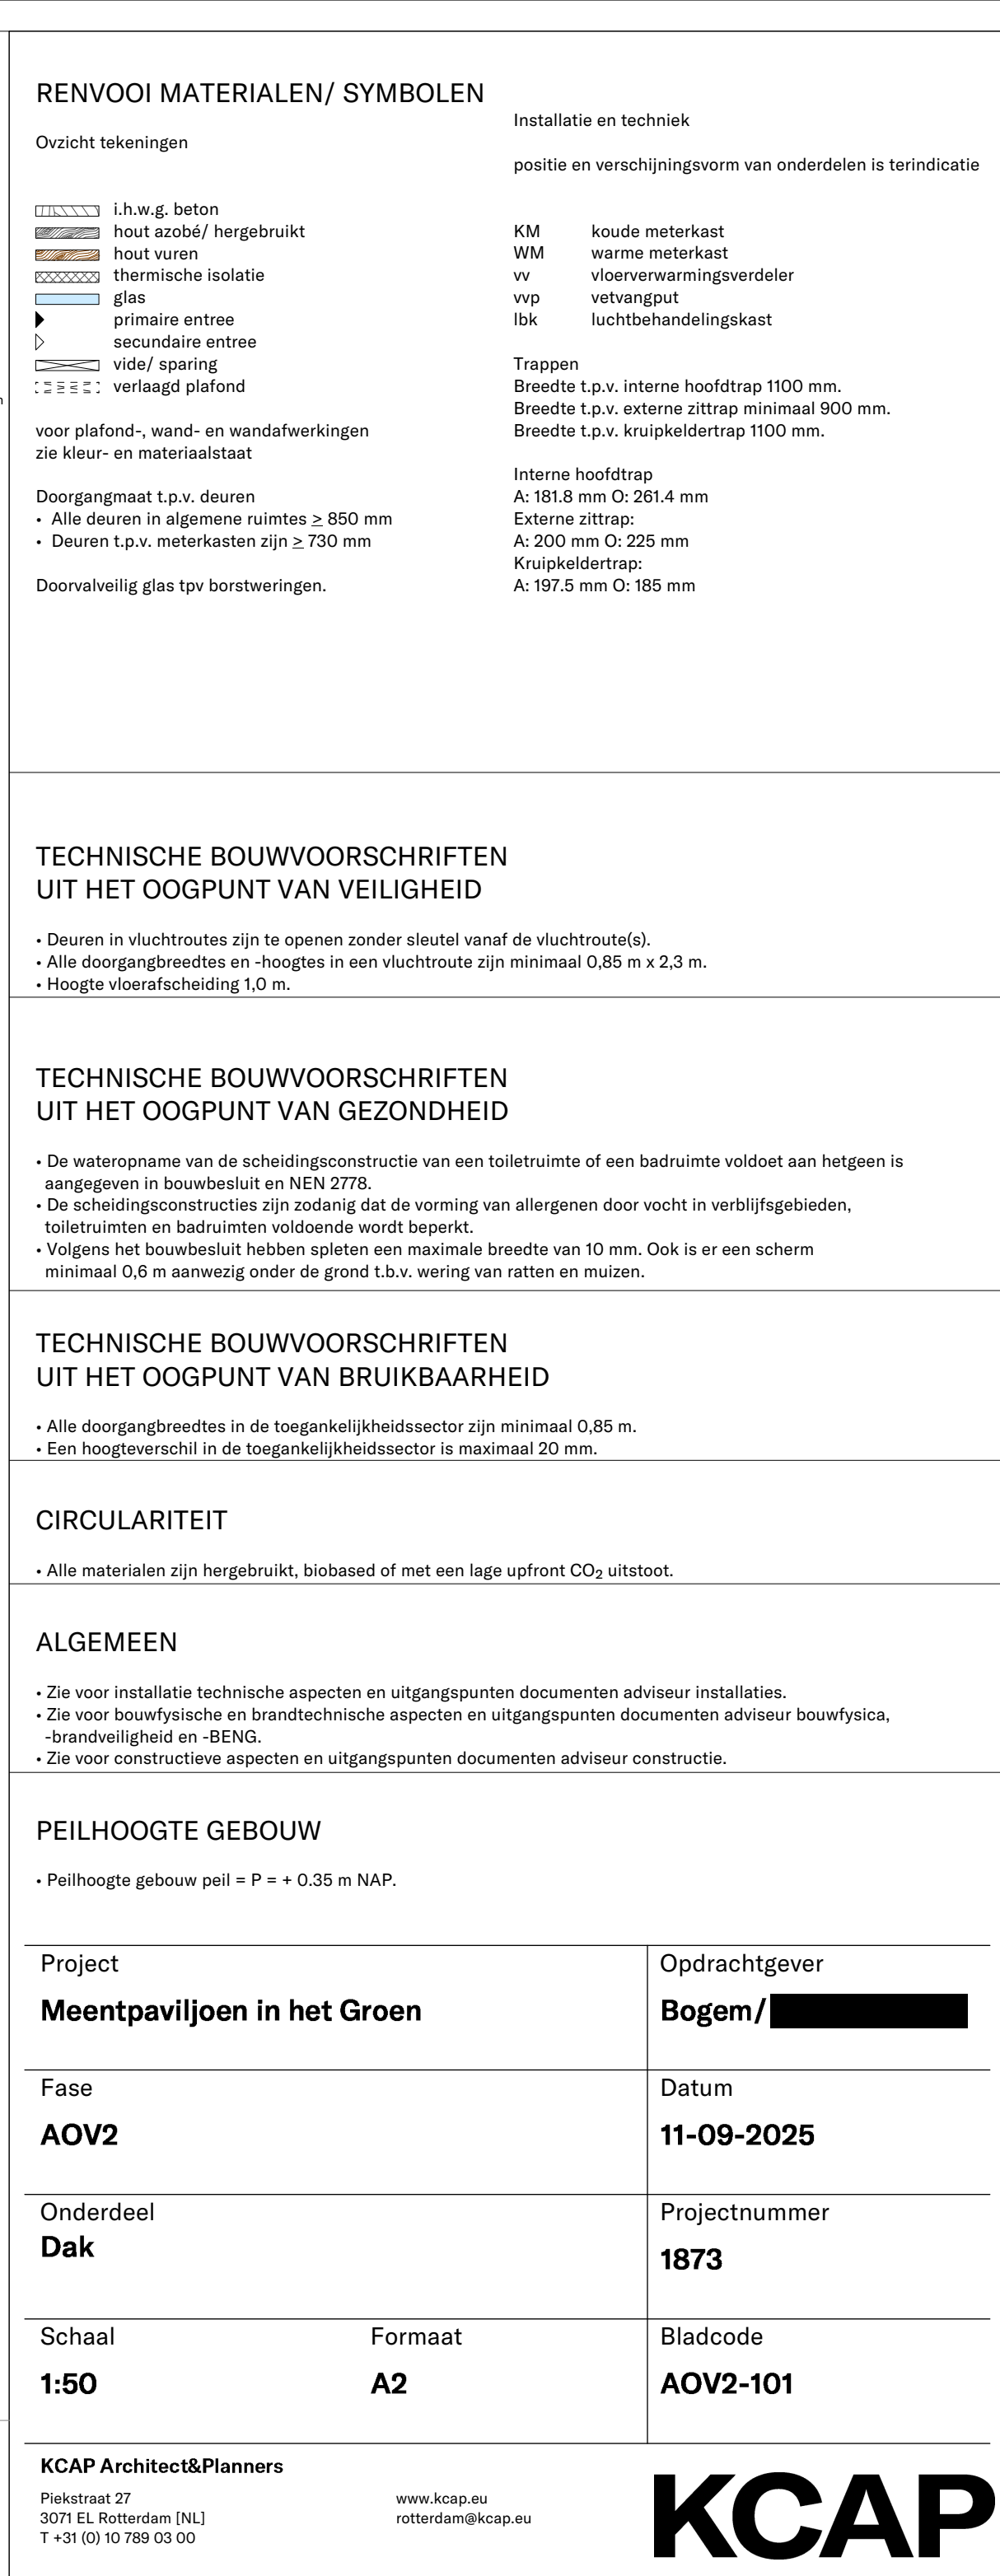 RENVOOI MATERIALEN/ SYMBOLEN
Ovzicht tekeningen
i.h.w.g. beton
hout azobé/ hergebruikt
hout vuren
thermische isolatie
glas
primaire entree
secundaire entree
vide/ sparing
verlaagd plafond
voor plafond-, wand- en wandafwerkingen
zie kleur- en materiaalstaat
Doorgangmaat t.p.v. deuren
• Alle deuren in algemene ruimtes ≥ 850 mm
• Deuren t.p.v. meterkasten zijn ≥ 730 mm
Doorvalveilig glas tpv borstweringen.
Installatie en techniek
positie en verschijningsvorm van onderdelen is terindicatie
KM koude meterkast
WM warme meterkast
vv vloerverwarmingsverdeler
vvp vetvangput
lbk luchtbehandelingskast
Trappen
Breedte t.p.v. interne hoofdtrap 1100 mm.
Breedte t.p.v. externe zittrap minimaal 900 mm.
Breedte t.p.v. kruipkeldertrap 1100 mm.
Interne hoofdtrap
A: 181.8 mm O: 261.4 mm
Externe zittrap:
A: 200 mm O: 225 mm
Kruipkeldertrap:
A: 197.5 mm O: 185 mm
TECHNISCHE BOUWVOORSCHRIFTEN
UIT HET OOGPUNT VAN VEILIGHEID
• Deuren in vluchtroutes zijn te openen zonder sleutel vanaf de vluchtroute(s).
• Alle doorgangbreedtes en -hoogtes in een vluchtroute zijn minimaal 0,85 m x 2,3 m.
• Hoogte vloerafscheiding 1,0 m.
TECHNISCHE BOUWVOORSCHRIFTEN
UIT HET OOGPUNT VAN GEZONDHEID
• De wateropname van de scheidingsconstructie van een toiletruimte of een badruimte voldoet aan hetgeen is
aangegeven in bouwbesluit en NEN 2778.
• De scheidingsconstructies zijn zodanig dat de vorming van allergenen door vocht in verblijfsgebieden,
toiletruimten en badruimten voldoende wordt beperkt.
• Volgens het bouwbesluit hebben spleten een maximale breedte van 10 mm. Ook is er een scherm
minimaal 0,6 m aanwezig onder de grond t.b.v. wering van ratten en muizen.
TECHNISCHE BOUWVOORSCHRIFTEN
UIT HET OOGPUNT VAN BRUIKBAARHEID
• Alle doorgangbreedtes in de toegankelijkheidssector zijn minimaal 0,85 m.
• Een hoogteverschil in de toegankelijkheidssector is maximaal 20 mm.
CIRCULARITEIT
• Alle materialen zijn hergebruikt, biobased of met een lage upfront CO₂ uitstoot.
ALGEMEEN
• Zie voor installatie technische aspecten en uitgangspunten documenten adviseur installaties.
• Zie voor bouwfysische en brandtechnische aspecten en uitgangspunten documenten adviseur bouwfysica,
-brandveiligheid en -BENG.
• Zie voor constructieve aspecten en uitgangspunten documenten adviseur constructie.
PEILHOOGTE GEBOUW
• Peilhoogte gebouw peil = P = + 0.35 m NAP.
Project
Meentpaviljoen in het Groen
Opdrachtgever
Bogem/
Fase
AOV2
Datum
11-09-2025
Onderdeel
Dak
Projectnummer
1873
Schaal
1:50
Formaat
A2
Bladcode
AOV2-101
KCAP Architect&Planners
Piekstraat 27
3071 EL Rotterdam [NL]
T +31 (0) 10 789 03 00
www.kcap.eu
rotterdam@kcap.eu
KCAP